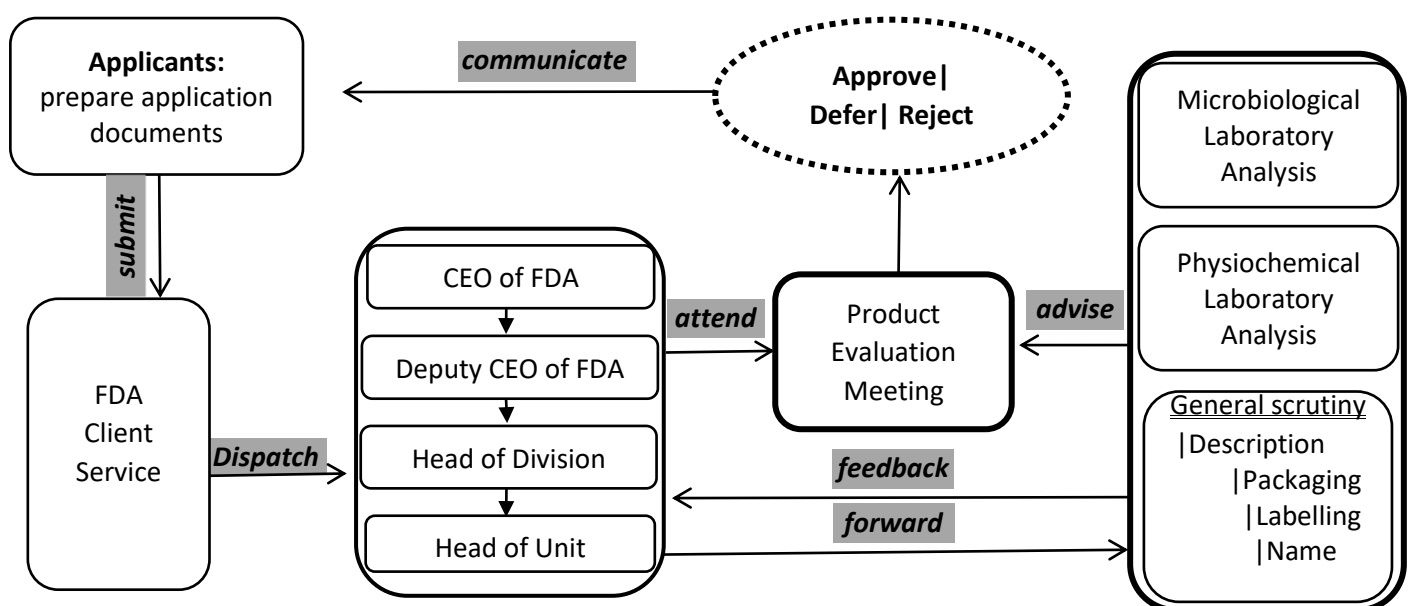 Applicants:
prepare application
documents
communicate
Approve|
Defer| Reject
Microbiological
Laboratory
Analysis
submit
CEO of FDA
Deputy CEO of FDA
Head of Division
Head of Unit
attend
Product
Evaluation
Meeting
advise
Physiochemical
Laboratory
Analysis
FDA
Client
Service
Dispatch
feedback
forward
General scrutiny
|Description
|Packaging
|Labelling
|Name